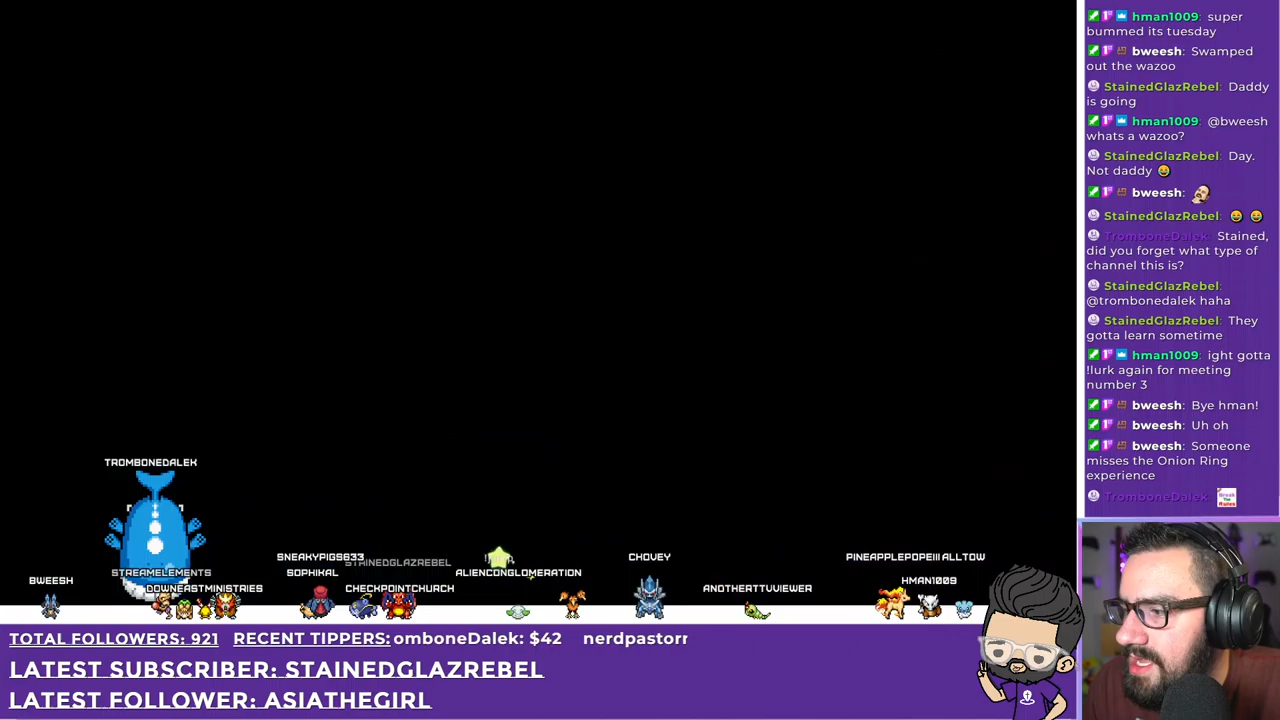 hman1009: super
bummed its tuesday
bweesh: Swamped
out the wazoo
StainedGlazRebel: Daddy
is going
hman1009: @bweesh
whats a wazoo?
StainedGlazRebel: Day.
Not daddy
bweesh:
StainedGlazRebel:
TromboneDalek: Stained,
did you forget what type of
channel this is?
StainedGlazRebel:
@trombonedalek haha
StainedGlazRebel: They
gotta learn sometime
hman1009: ight gotta
!lurk again for meeting
number 3
bweesh: Bye hman!
bweesh: Uh oh
bweesh: Someone
misses the Onion Ring
experience
TromboneDalek:
TROMBONEDALEK
SNEAKYPIGS633
STAINEDGLAZREBEL
CHOVEY
PINEAPPLEPOPEIII
ALLTOW
BWEESH
STREAMELEMENTS
SOPHIKAL
ALIENCONGLOMERATION
HMAN1009
DOWNEASTMINISTRIES
CHECKPOINTCHURCH
ANOTHERTTVVIEWER
TOTAL FOLLOWERS: 921 RECENT TIPPERS: omboneDalek: $42 nerdpastorr
LATEST SUBSCRIBER: STAINEDGLAZREBEL
LATEST FOLLOWER: ASIATHEGIRL